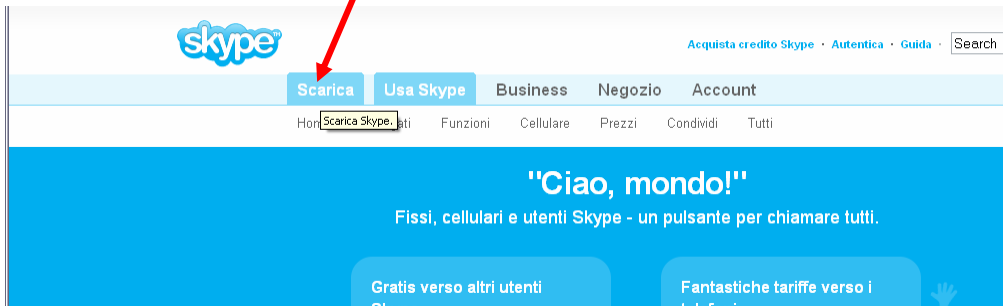 skype
Acquista credito Skype · Autentica · Guida · Search
Scarica Usa Skype Business Negozio Account
Scarica Skype.
Funzioni Cellulare Prezzi Condividi Tutti
"Ciao, mondo!"
Fissi, cellulari e utenti Skype - un pulsante per chiamare tutti.
Gratis verso altri utenti
Fantastiche tariffe verso i